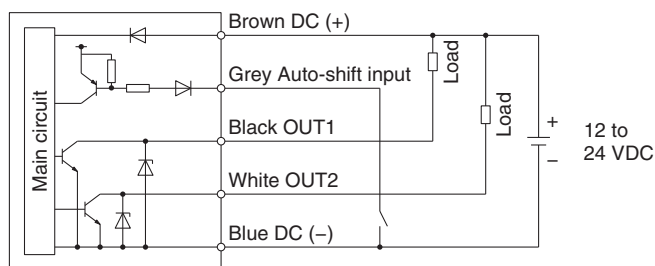 Brown DC (+)
Grey Auto-shift input
Black OUT1
White OUT2
Blue DC (−)
Main circuit
Load
Load
+
−
12 to
24 VDC